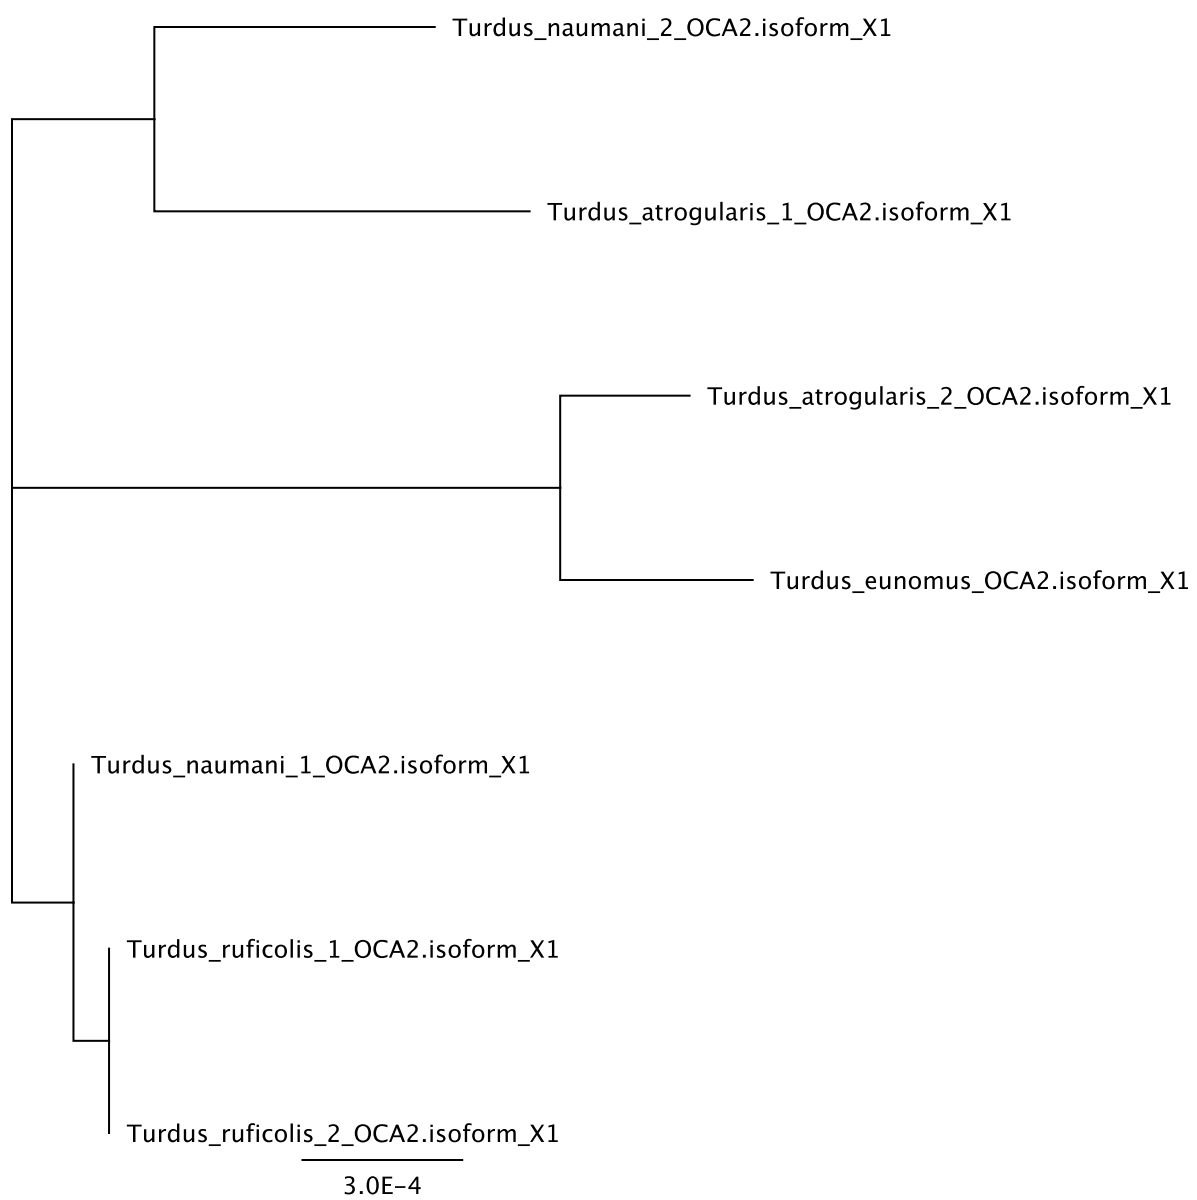 Turdus_naumani_2_OCA2.isoform_X1
Turdus_atrogularis_1_OCA2.isoform_X1
Turdus_atrogularis_2_OCA2.isoform_X1
Turdus_eunomus_OCA2.isoform_X1
Turdus_naumani_1_OCA2.isoform_X1
Turdus_ruficolis_1_OCA2.isoform_X1
Turdus_ruficolis_2_OCA2.isoform_X1
3.0E−4